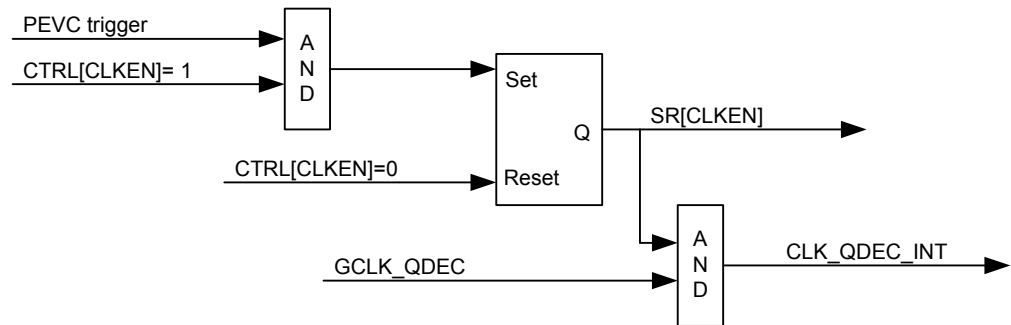 PEVC trigger
CTRL[CLKEN]= 1
A
N
D
Set
Q
Reset
SR[CLKEN]
CTRL[CLKEN]=0
GCLK_QDEC
A
N
D
CLK_QDEC_INT